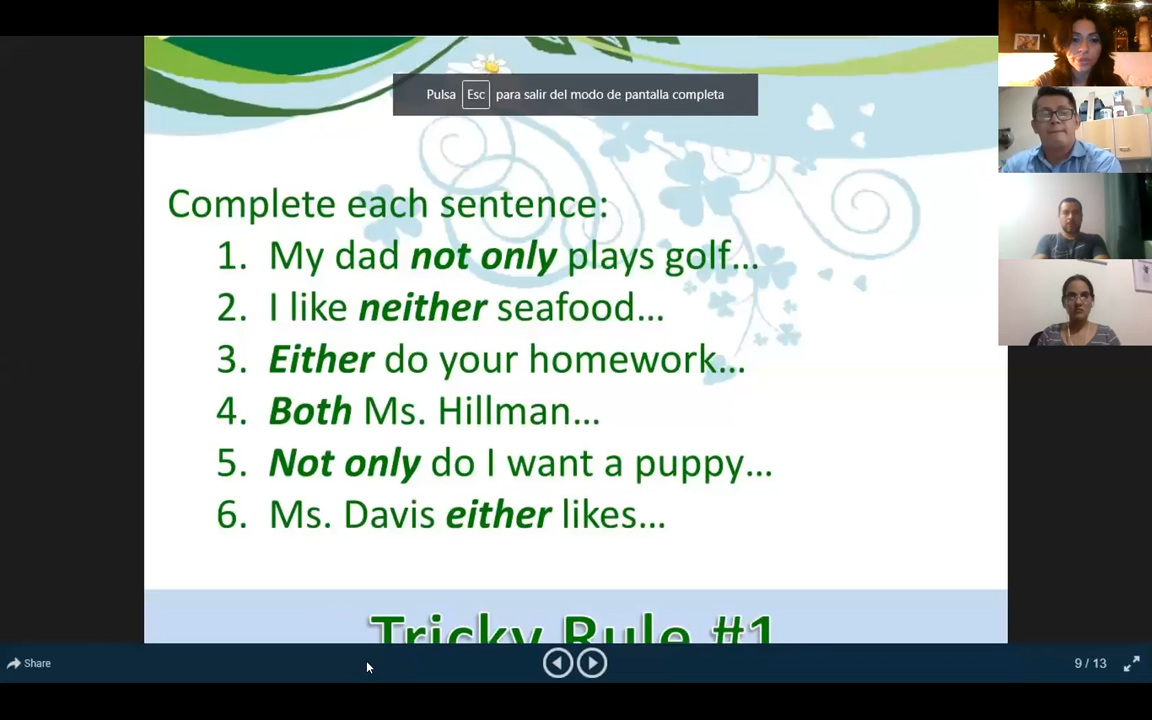 Pulsa Esc para salir del modo de pantalla completa
Complete each sentence:
1. My dad not only plays golf...
2. I like neither seafood...
3. Either do your homework...
4. Both Ms. Hillman...
5. Not only do I want a puppy...
6. Ms. Davis either likes...
Tricky Rule #1
Share
9 / 13